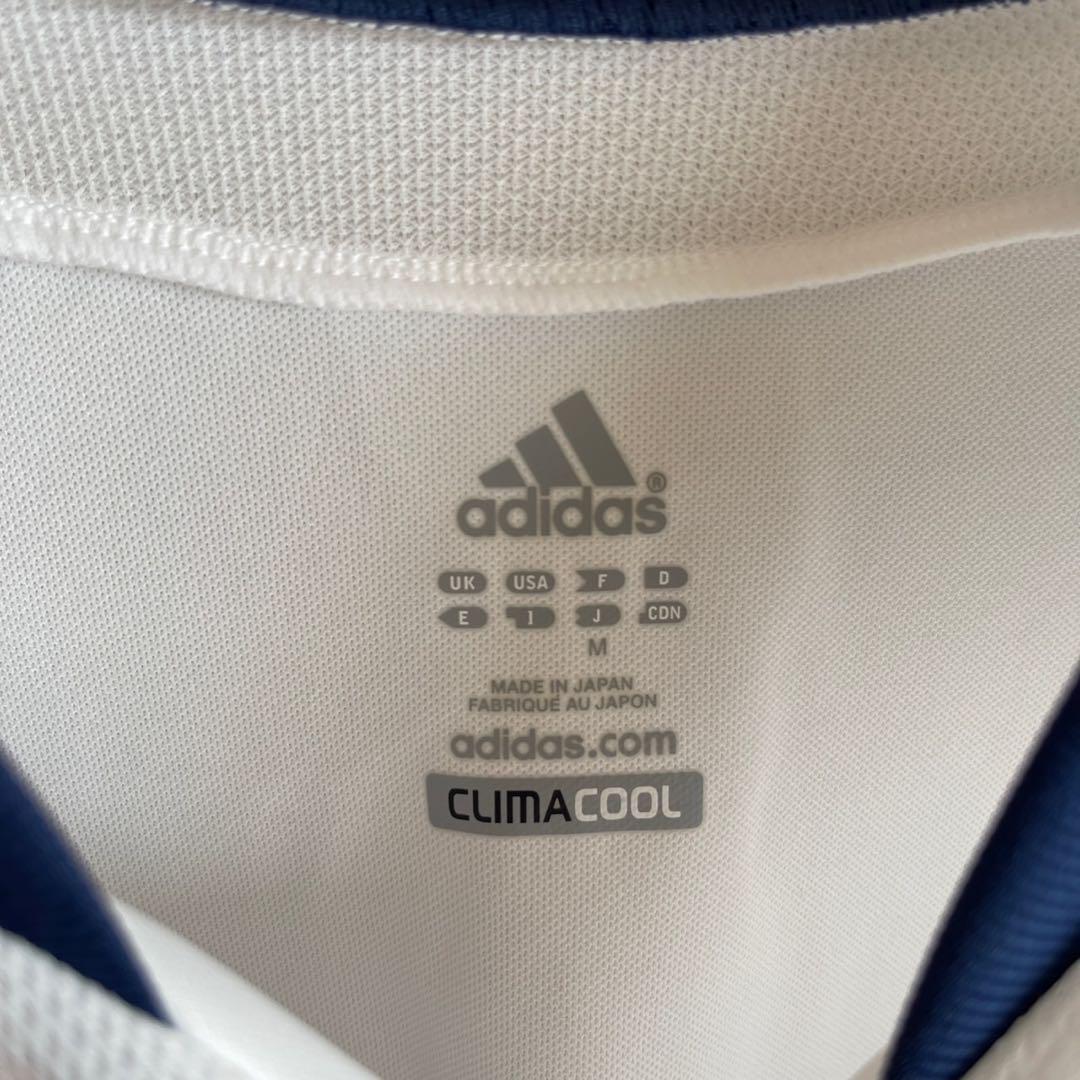 adidas®
UK USA F D
E I J CDN
M
MADE IN JAPAN
FABRIQUÉ AU JAPON
adidas.com
CLIMACOOL